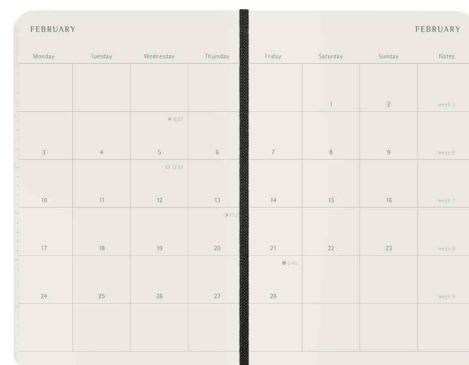 FEBRUARY FEBRUARY
Monday Tuesday Wednesday Thursday Friday Saturday Sunday Notes
1 2 week 5
3 4 5 6 7 8 9 week 6
10 11 12 13 14 15 16 week 7
17 18 19 20 21 22 23 week 8
24 25 26 27 28 week 9